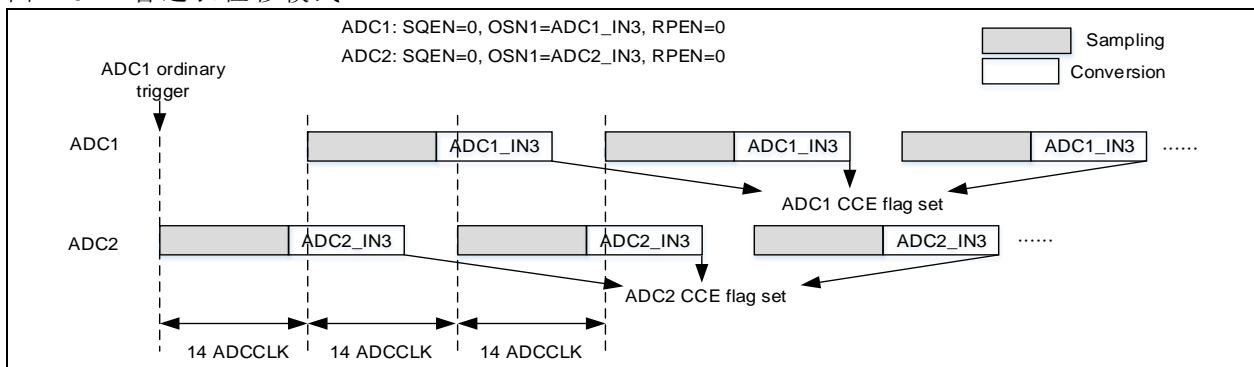 ADC1: SQEN=0, OSN1=ADC1_IN3, RPEN=0
ADC2: SQEN=0, OSN1=ADC2_IN3, RPEN=0
Sampling
Conversion
ADC1 ordinary
trigger
ADC1
ADC1_IN3
ADC1_IN3
ADC1_IN3
......
ADC1 CCE flag set
ADC2
ADC2_IN3
ADC2_IN3
ADC2_IN3
......
ADC2 CCE flag set
14 ADCCLK
14 ADCCLK
14 ADCCLK